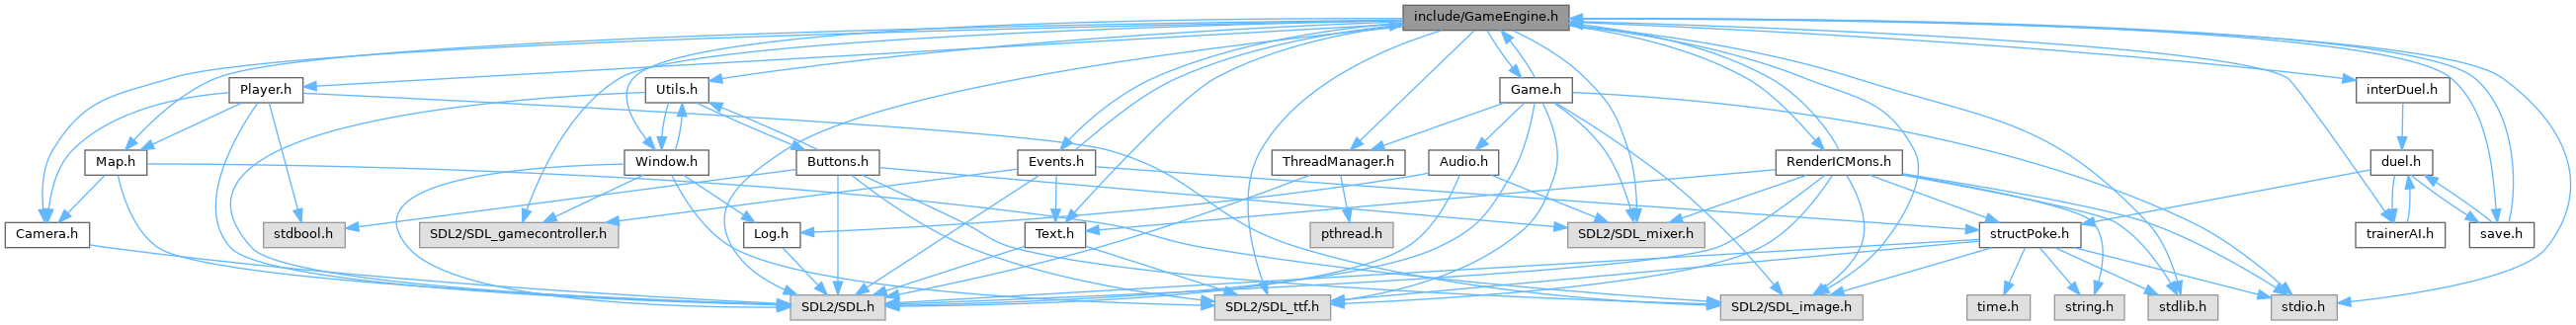 include/GameEngine.h
Player.h
Utils.h
Game.h
interDuel.h
Map.h
Window.h
Buttons.h
Events.h
ThreadManager.h
Audio.h
RenderICMons.h
duel.h
Camera.h
stdbool.h
SDL2/SDL_gamecontroller.h
Log.h
Text.h
pthread.h
SDL2/SDL_mixer.h
structPoke.h
trainerAI.h
save.h
SDL2/SDL.h
SDL2/SDL_ttf.h
SDL2/SDL_image.h
time.h
string.h
stdlib.h
stdio.h